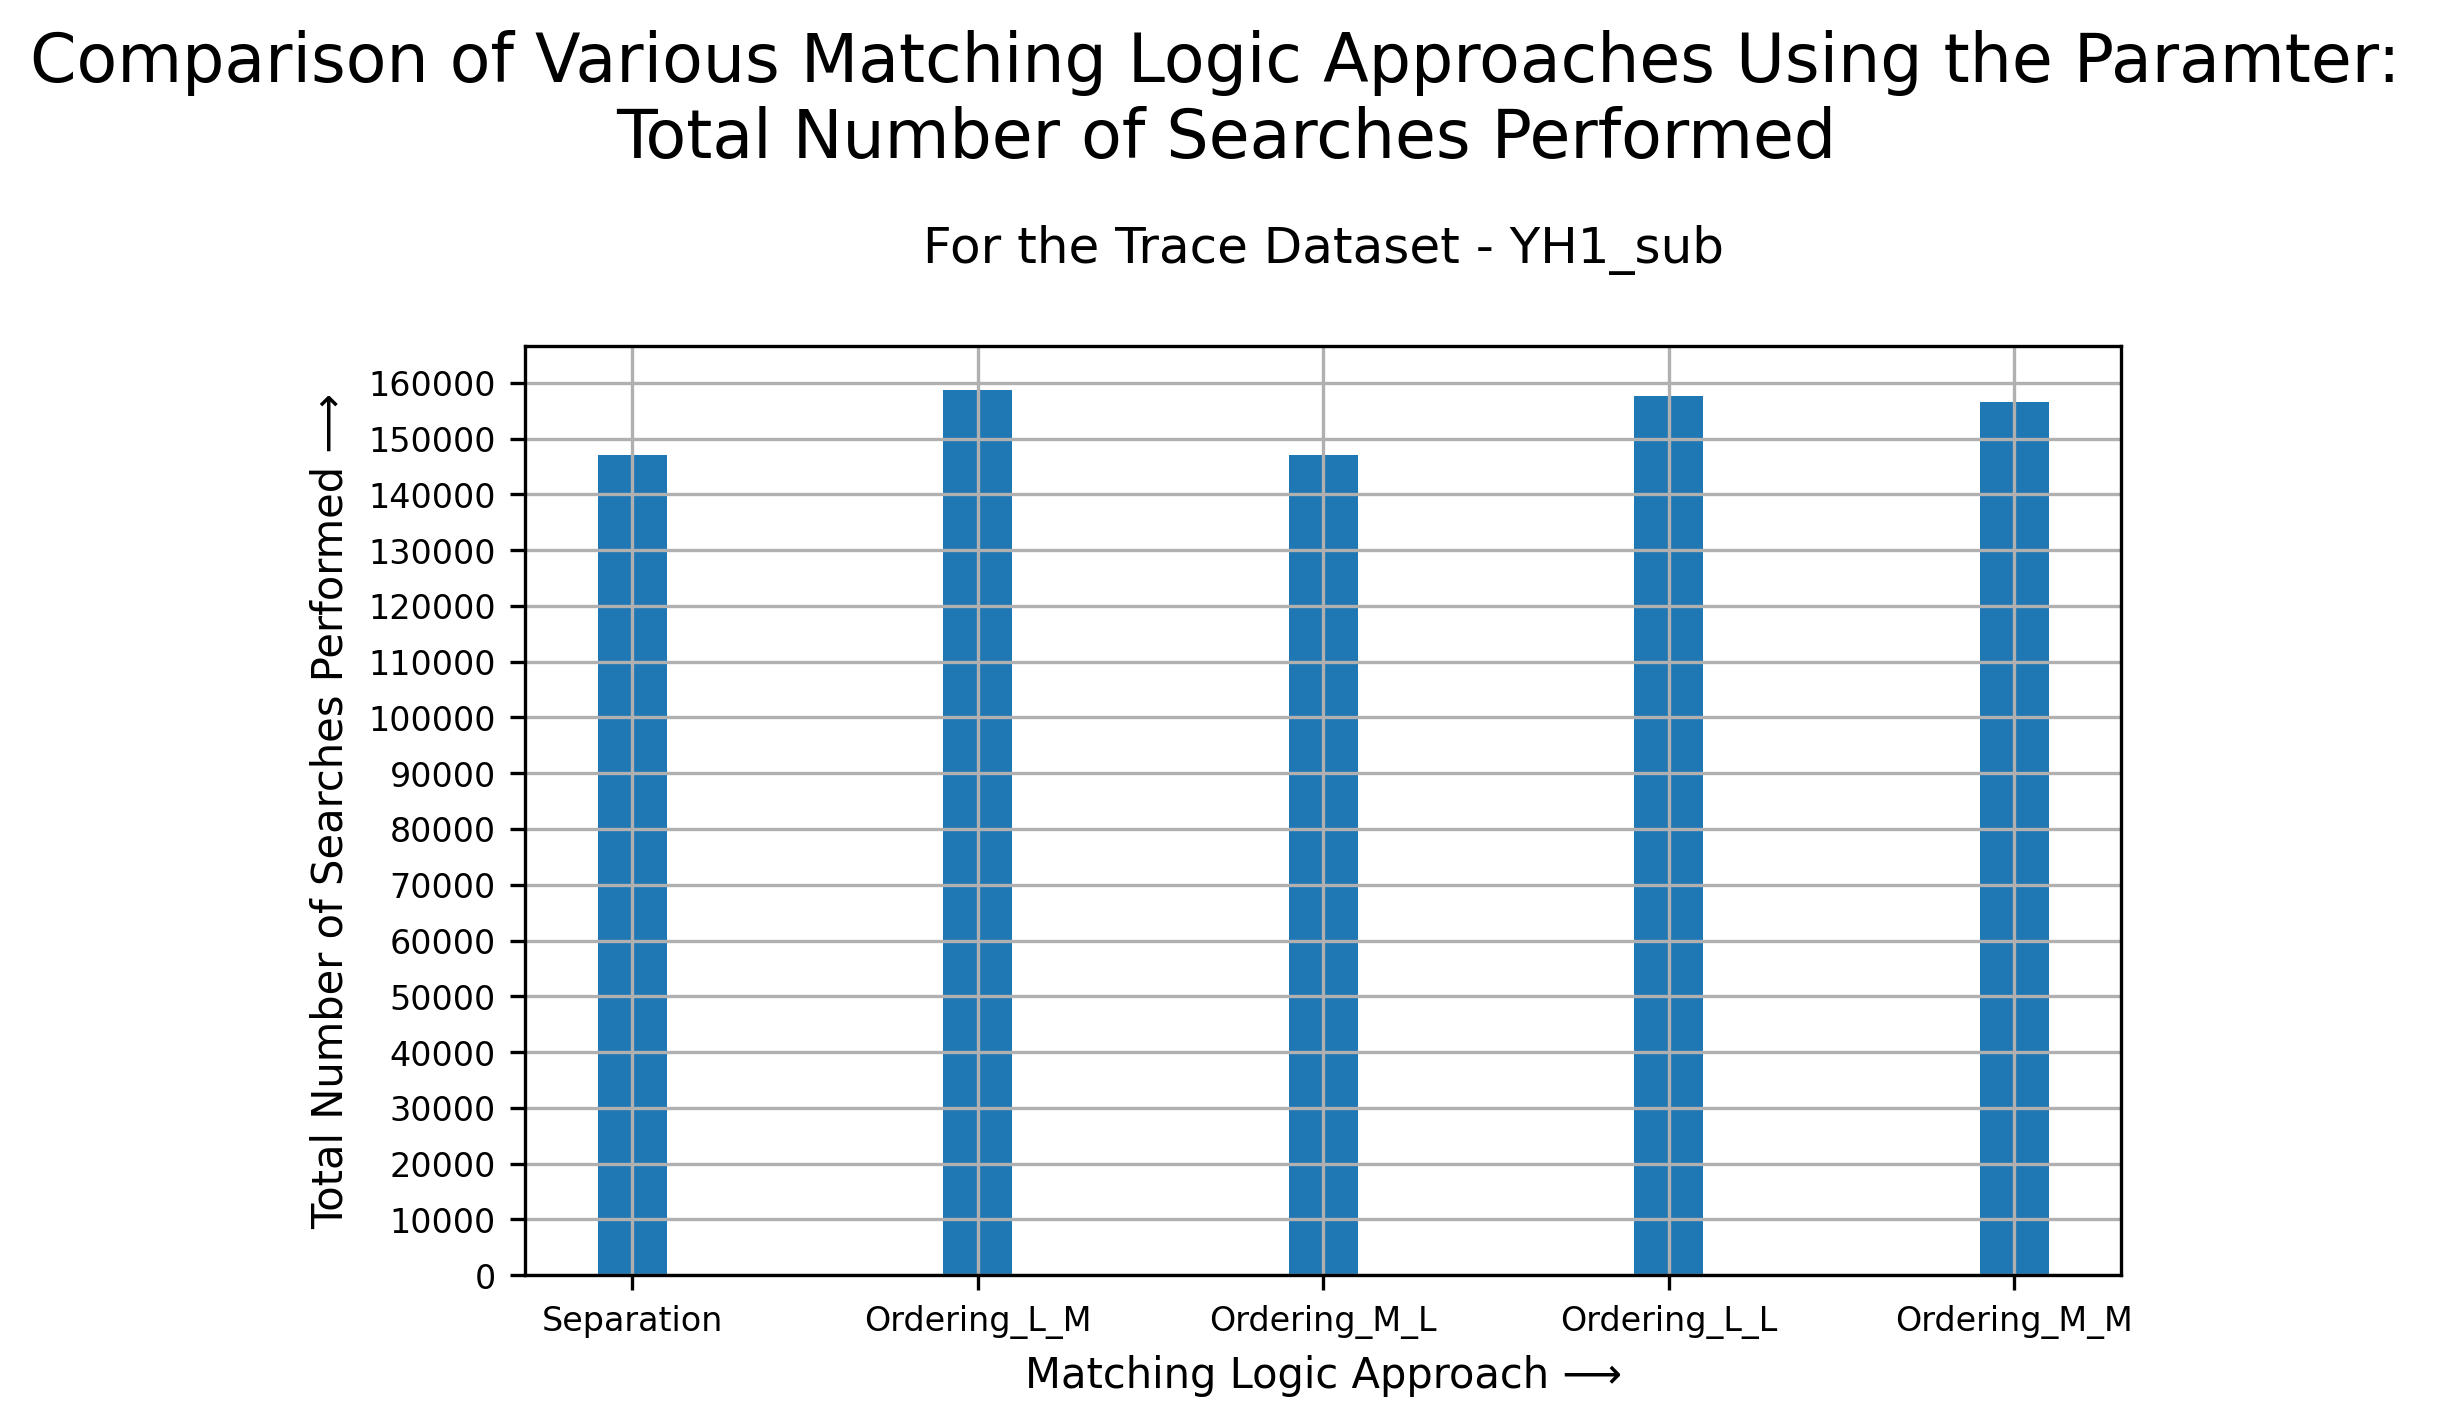 Comparison of Various Matching Logic Approaches Using the Paramter:
Total Number of Searches Performed
For the Trace Dataset - YH1_sub
Total Number of Searches Performed ⟶
160000
150000
140000
130000
120000
110000
100000
90000
80000
70000
60000
50000
40000
30000
20000
10000
0
Separation Ordering_L_M Ordering_M_L Ordering_L_L Ordering_M_M
Matching Logic Approach ⟶